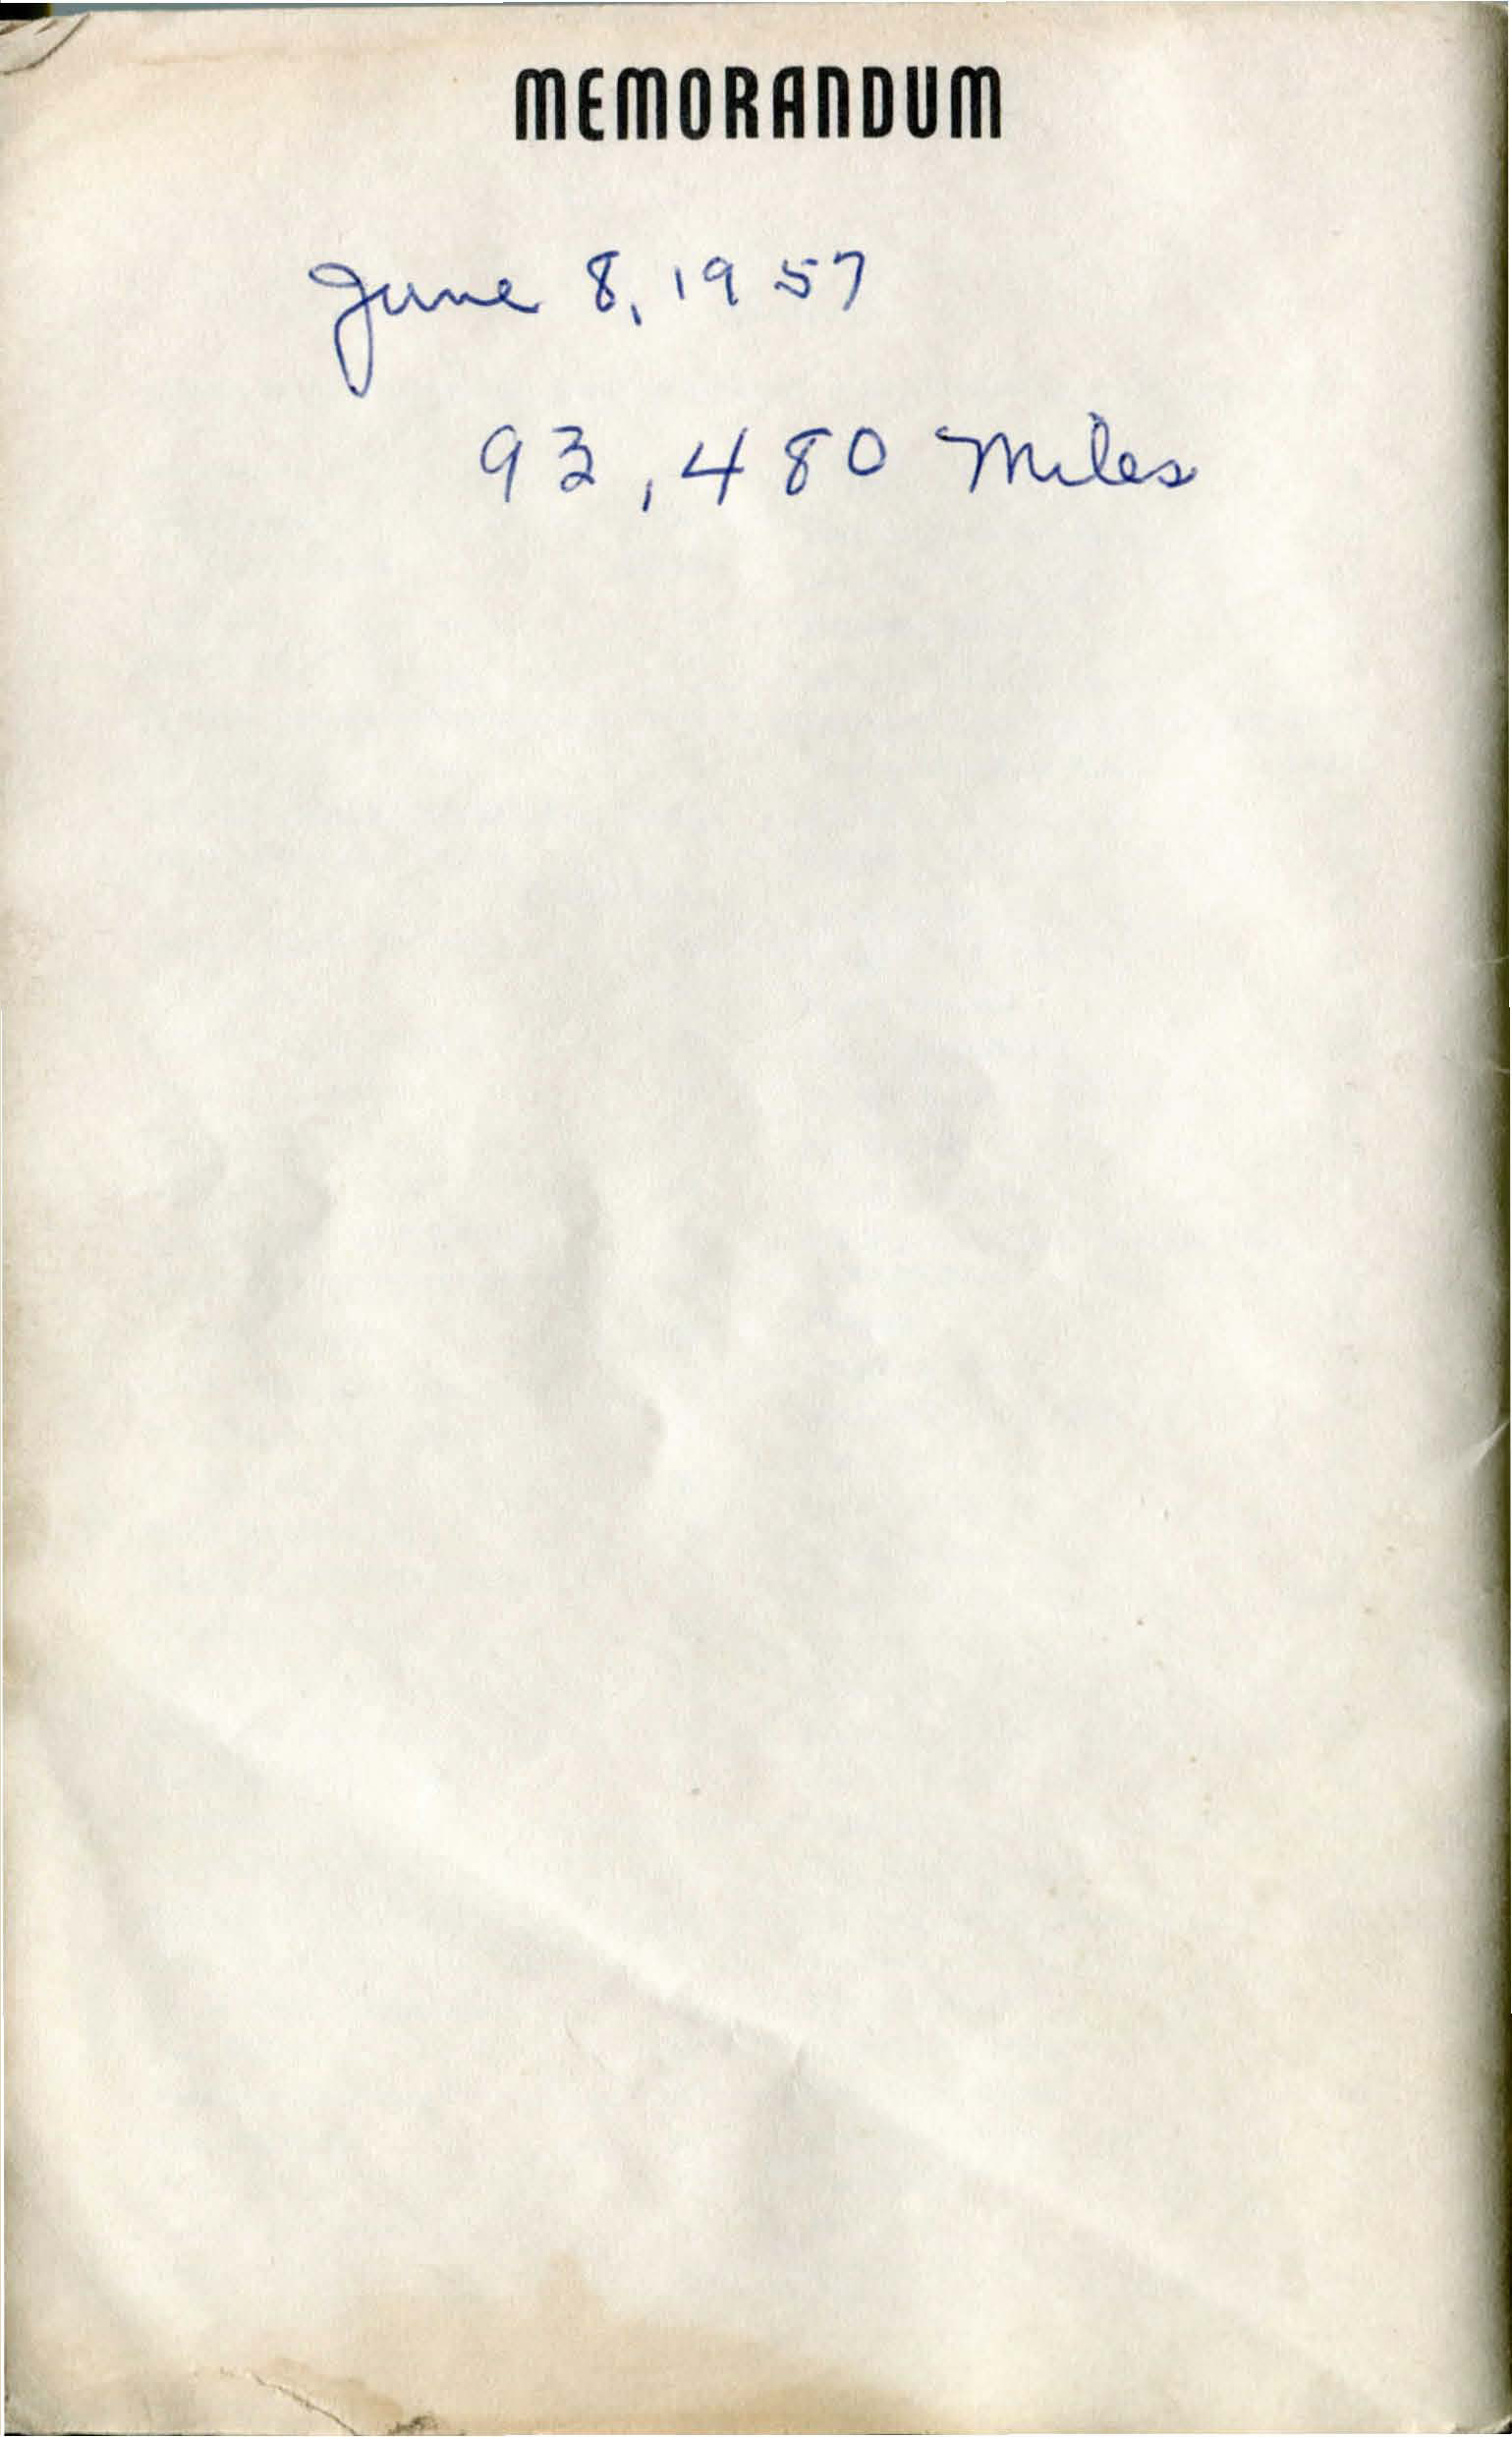 MEMORANDUM
June 8, 1957
93,480 Miles